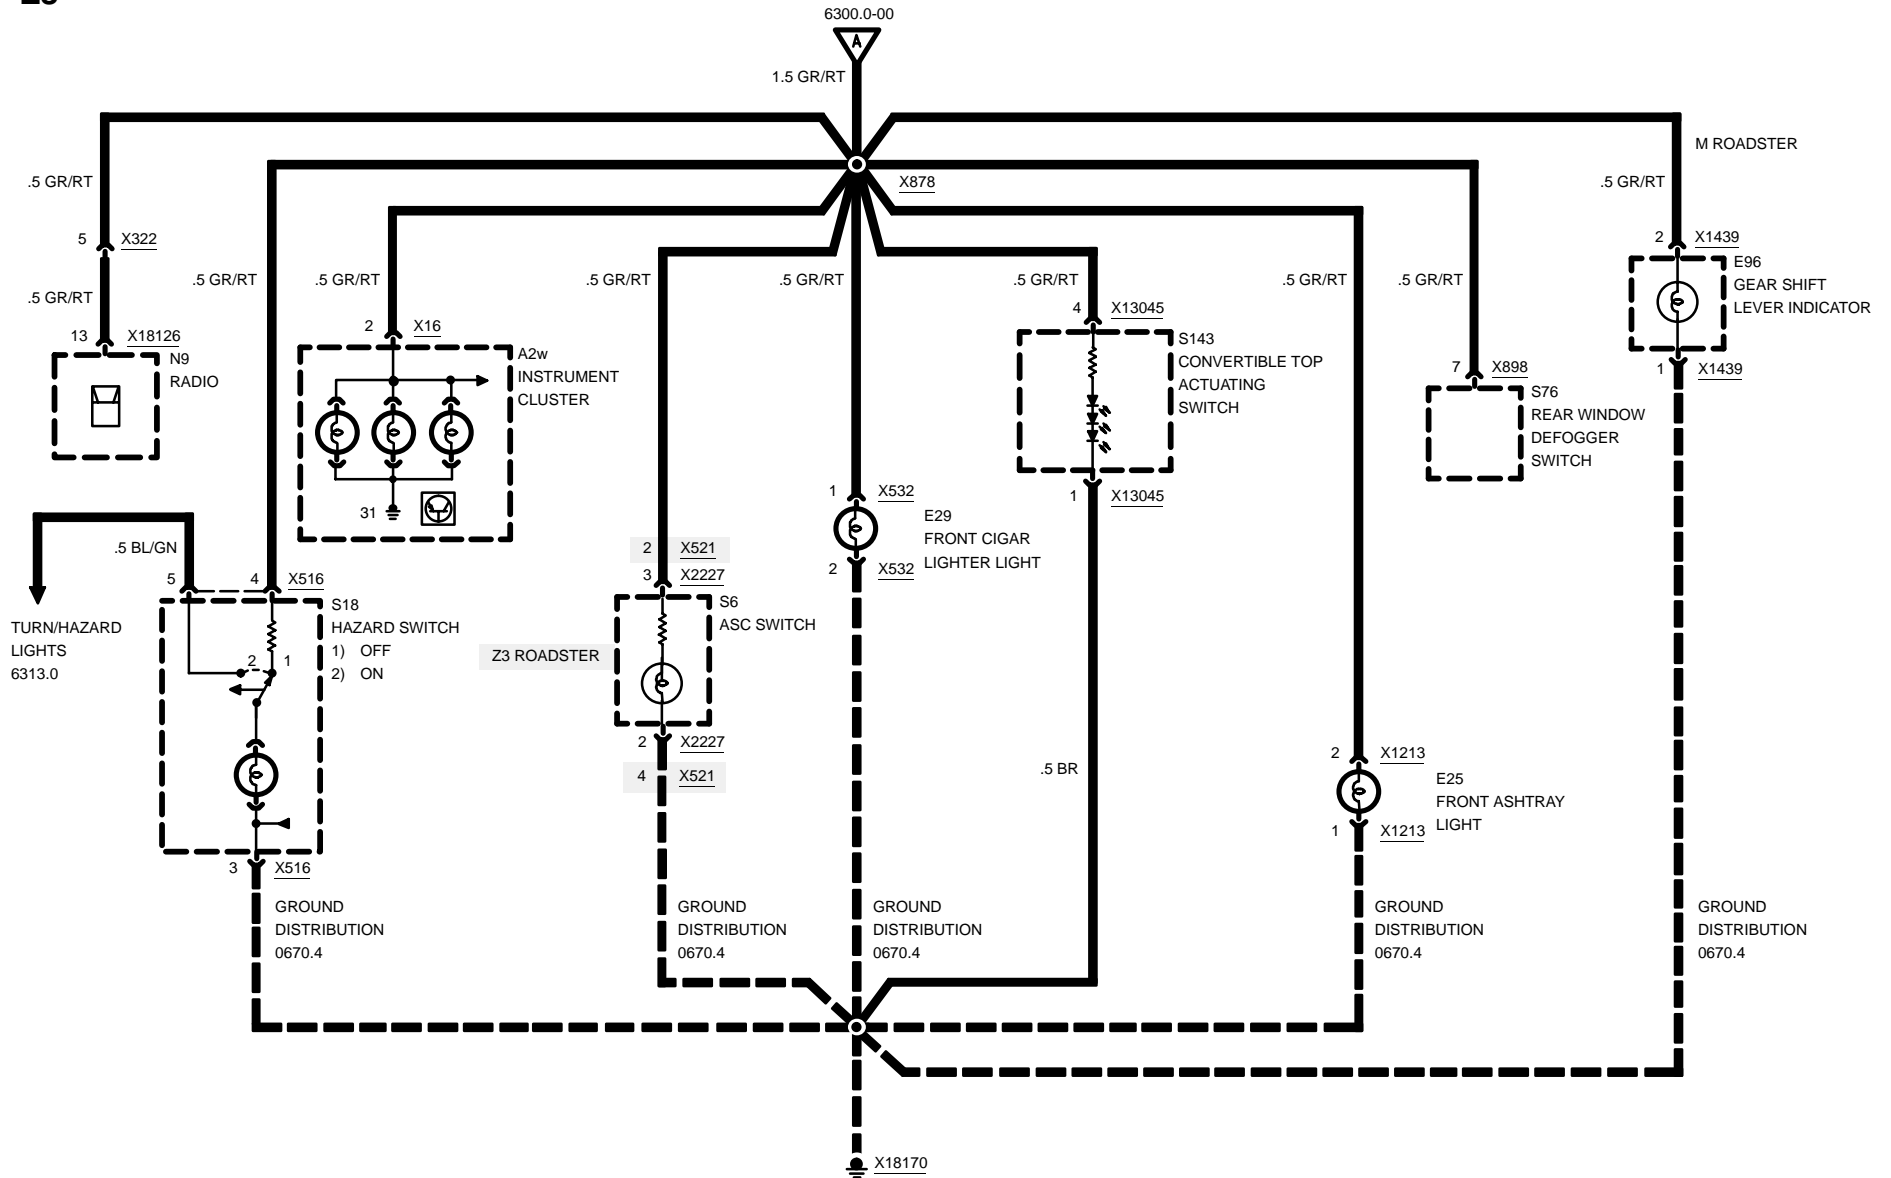 6300.0-00
A
1.5 GR/RT
M ROADSTER
.5 GR/RT
X878
.5 GR/RT
5 X322
2 X1439
E96
GEAR SHIFT
LEVER INDICATOR
.5 GR/RT
.5 GR/RT
.5 GR/RT
.5 GR/RT
.5 GR/RT
.5 GR/RT
.5 GR/RT
.5 GR/RT
4 X13045
2 X16
13 X18126
N9
RADIO
A2w
INSTRUMENT
CLUSTER
31
S143
CONVERTIBLE TOP
ACTUATING
SWITCH
7 X898
S76
REAR WINDOW
DEFOGGER
SWITCH
1 X1439
1 X13045
1 X532
E29
FRONT CIGAR
LIGHTER LIGHT
2 X532
.5 BL/GN
2 X521
3 X2227
S6
ASC SWITCH
Z3 ROADSTER
2 X2227
4 X521
5 4 X516
S18
HAZARD SWITCH
1) OFF
2) ON
2 1
TURN/HAZARD
LIGHTS
6313.0
3 X516
.5 BR
2 X1213
E25
FRONT ASHTRAY
LIGHT
1 X1213
GROUND
DISTRIBUTION
0670.4
GROUND
DISTRIBUTION
0670.4
GROUND
DISTRIBUTION
0670.4
GROUND
DISTRIBUTION
0670.4
GROUND
DISTRIBUTION
0670.4
X18170